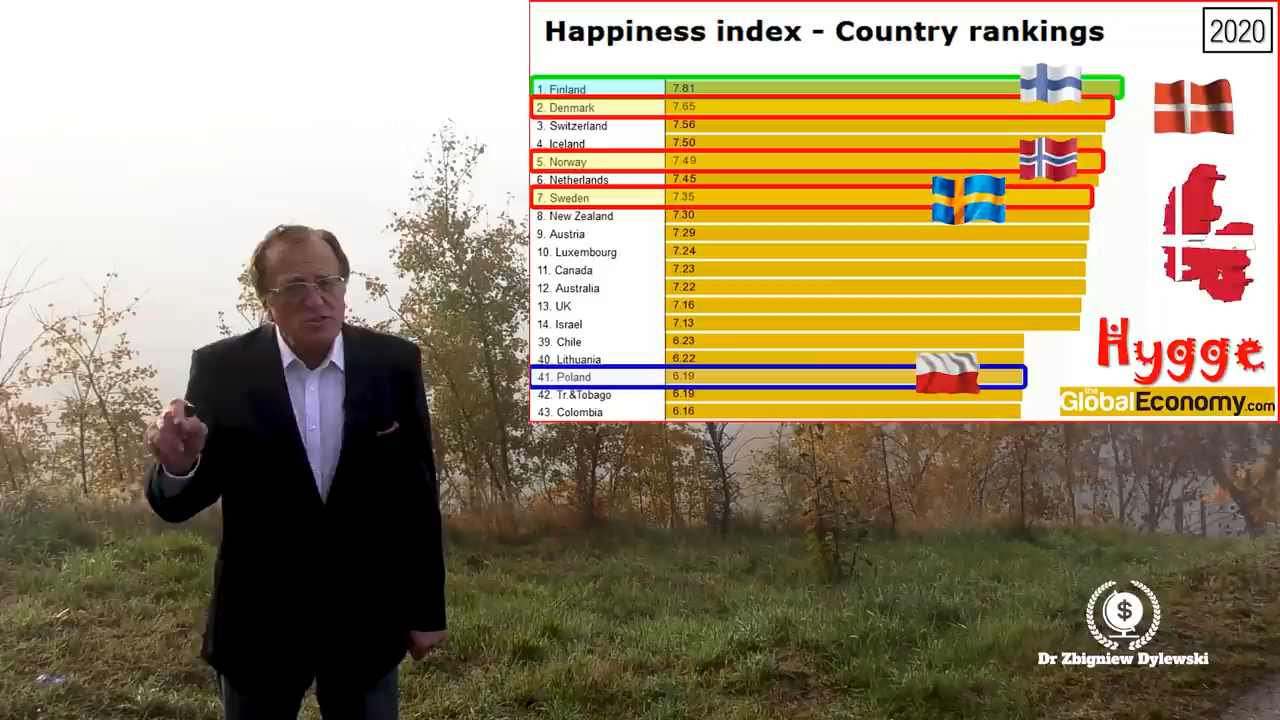 Happiness index - Country rankings
2020
1. Finland 7.81
2. Denmark 7.65
3. Switzerland 7.56
4. Iceland 7.50
5. Norway 7.49
6. Netherlands 7.45
7. Sweden 7.35
8. New Zealand 7.30
9. Austria 7.29
10. Luxembourg 7.24
11. Canada 7.23
12. Australia 7.22
13. UK 7.16
14. Israel 7.13
39. Chile 6.23
40. Lithuania 6.22
41. Poland 6.19
42. Tr.&Tobago 6.19
43. Colombia 6.16
Hygge
the
GlobalEconomy.com
$
Dr Zbigniew Dylewski